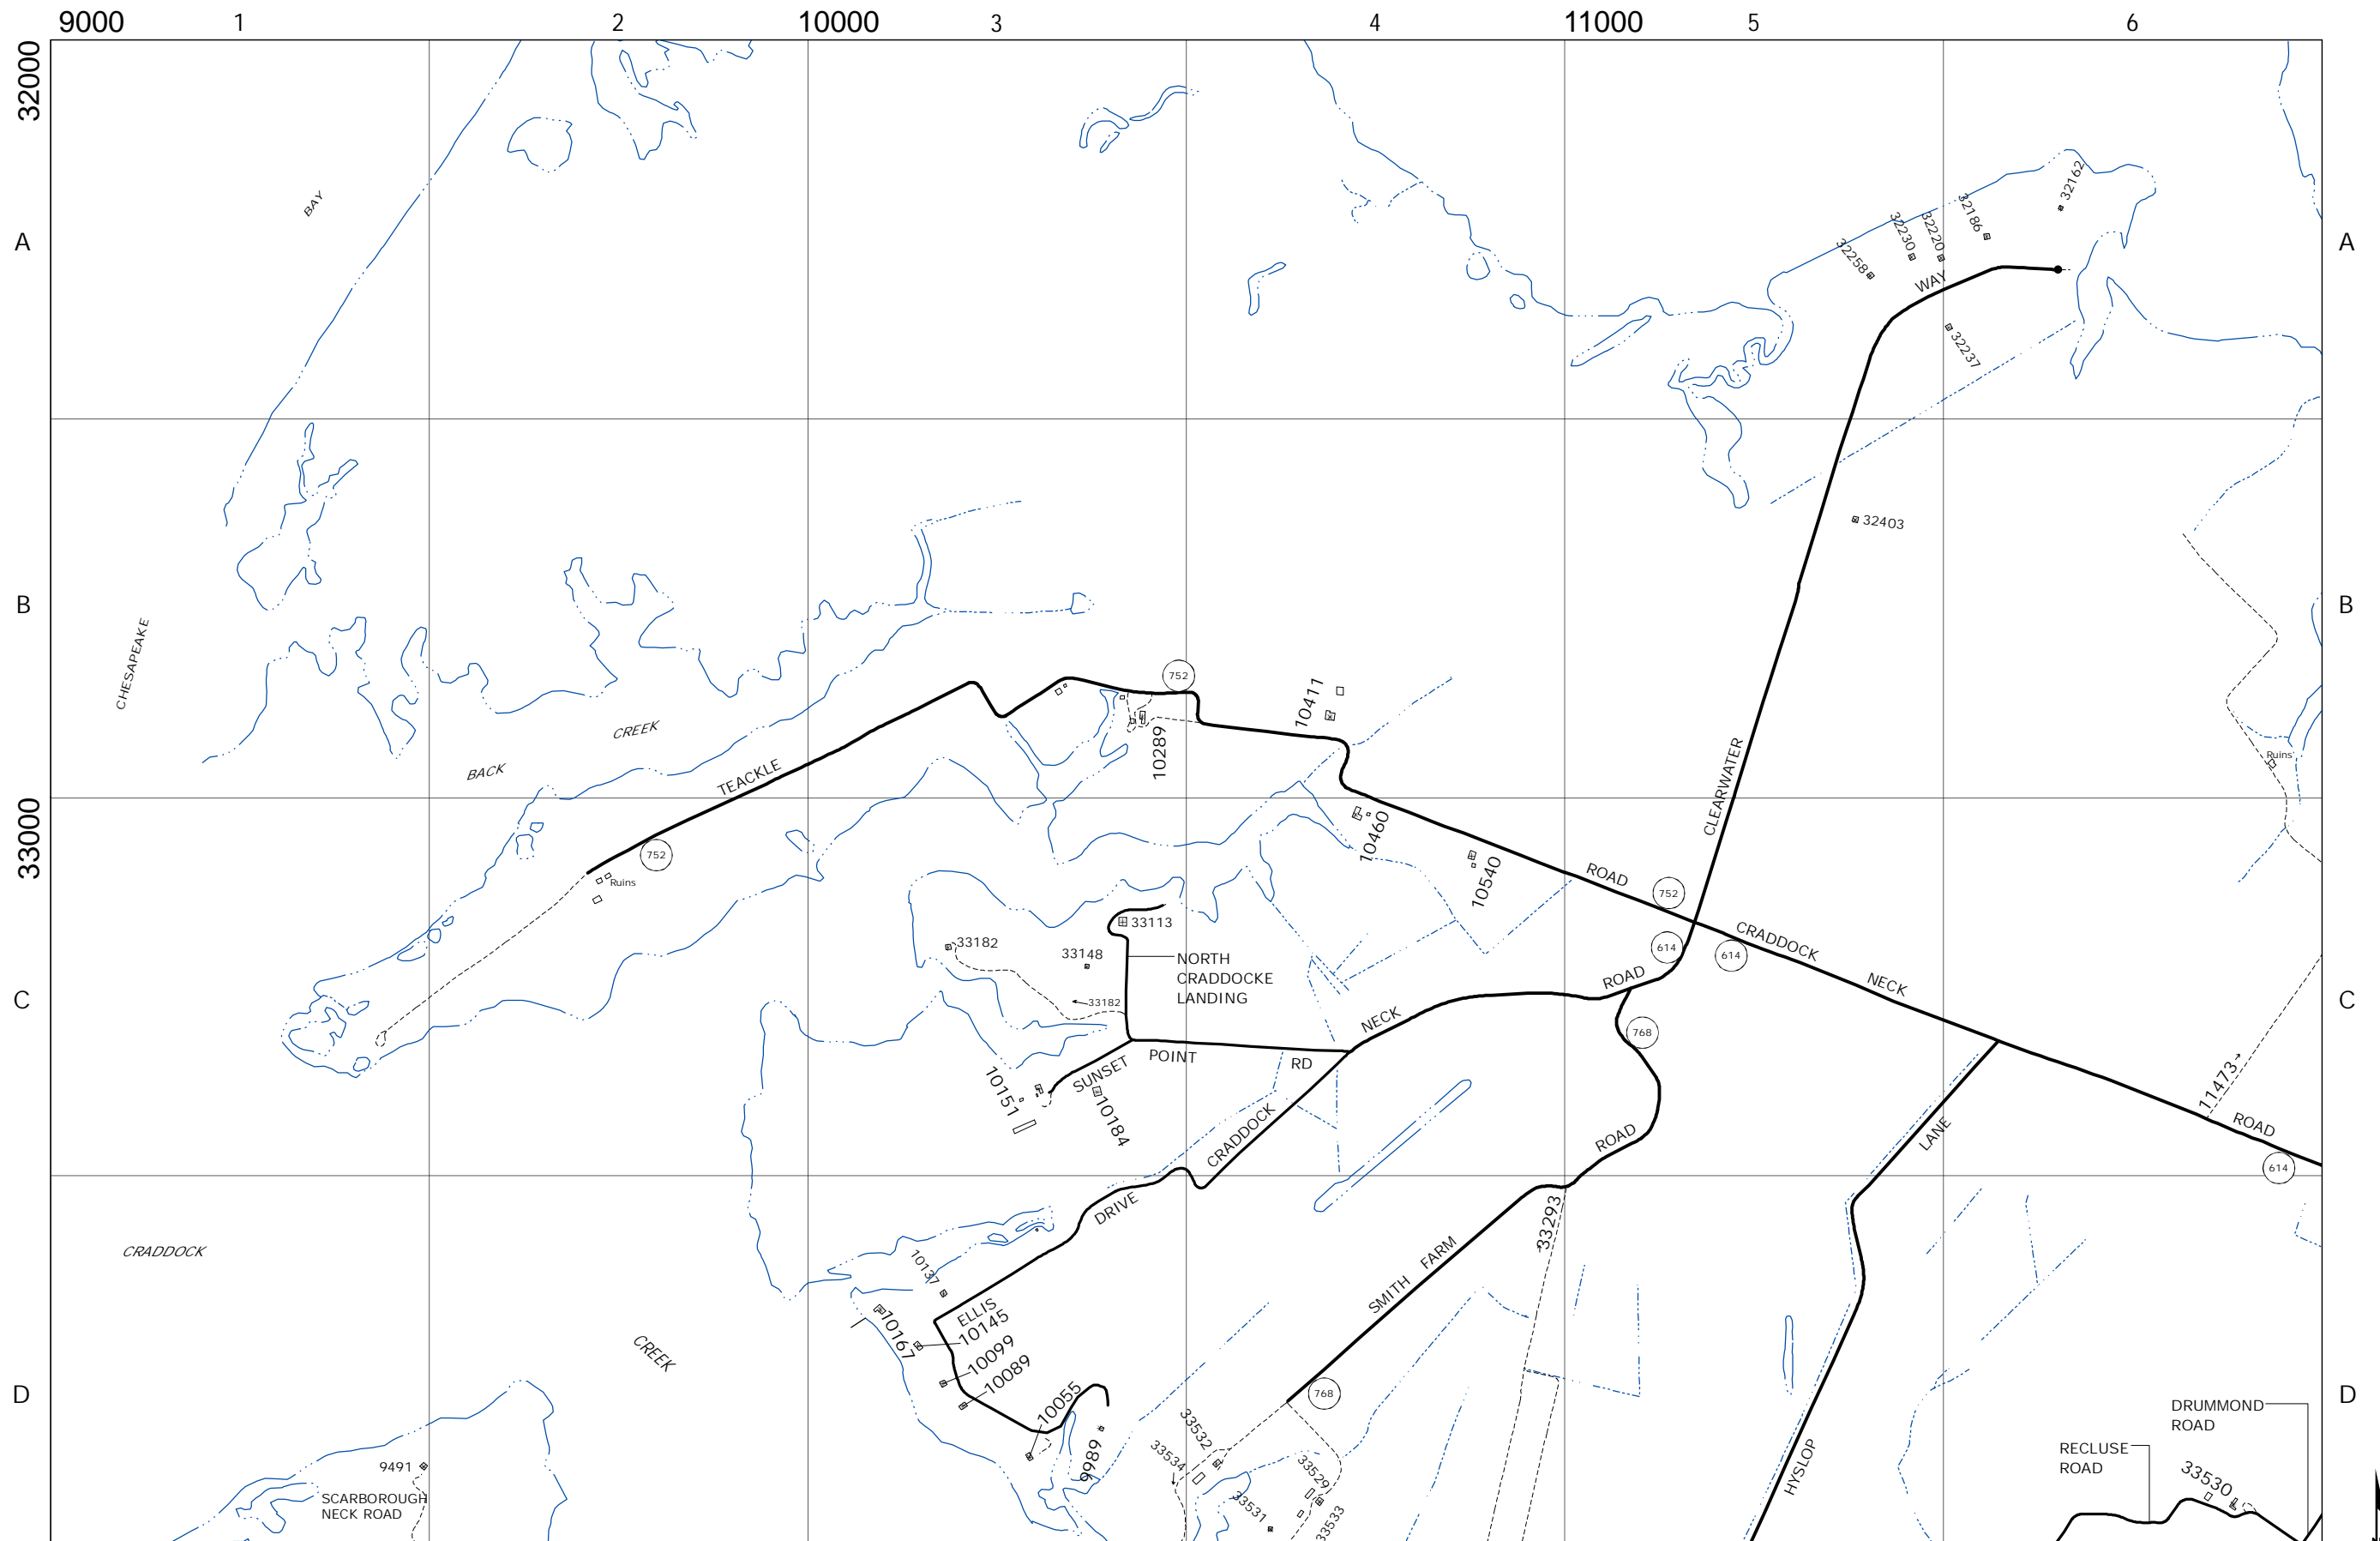 9000 1 2 10000 3 4 11000 5 6
32000
A
A
BAY
32162
32186
32220
32230
32258
WAY
32237
32403
B
B
CHESAPEAKE
752
10411
CREEK
BACK
TEACKLE
10289
CLEARWATER
Ruins
33000
752
Ruins
10460
10540
ROAD
752
33113
33182
33148
NORTH
CRADDOCKE
LANDING
614
614
CRADDOCK
NECK
ROAD
C
C
33182
NECK
768
SUNSET
POINT
RD
10151
10184
11473
ROAD
614
CRADDOCK
ROAD
LANE
DRIVE
33293
CRADDOCK
10137
FARM
SMITH
ELLIS
10145
10167
10099
10089
CREEK
10055
768
D
D
DRUMMOND
ROAD
RECLUSE
ROAD
33532
33534
9989
HYSLOP
9491
33529
33530
33531
33533
SCARBOROUGH
NECK ROAD